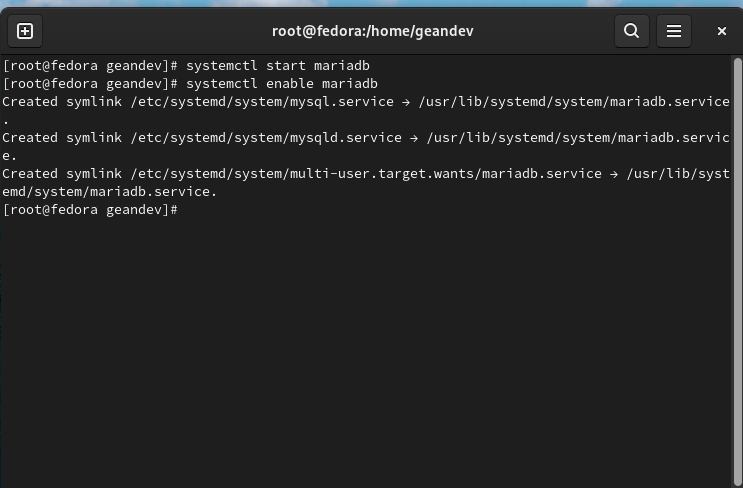 root@fedora:/home/geandev
[root@fedora geandev]# systemctl start mariadb
[root@fedora geandev]# systemctl enable mariadb
Created symlink /etc/systemd/system/mysql.service → /usr/lib/systemd/system/mariadb.service
.
Created symlink /etc/systemd/system/mysqld.service → /usr/lib/systemd/system/mariadb.servic
e.
Created symlink /etc/systemd/system/multi-user.target.wants/mariadb.service → /usr/lib/syst
emd/system/mariadb.service.
[root@fedora geandev]#